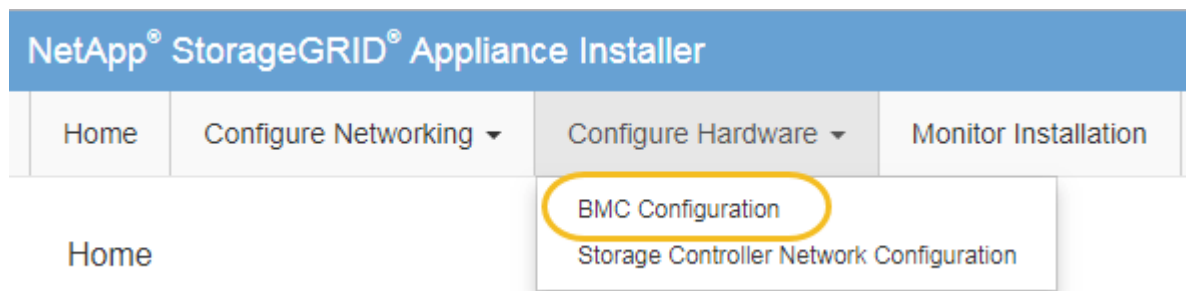 NetApp® StorageGRID® Appliance Installer
Home Configure Networking Configure Hardware Monitor Installation
BMC Configuration
Home
Storage Controller Network Configuration